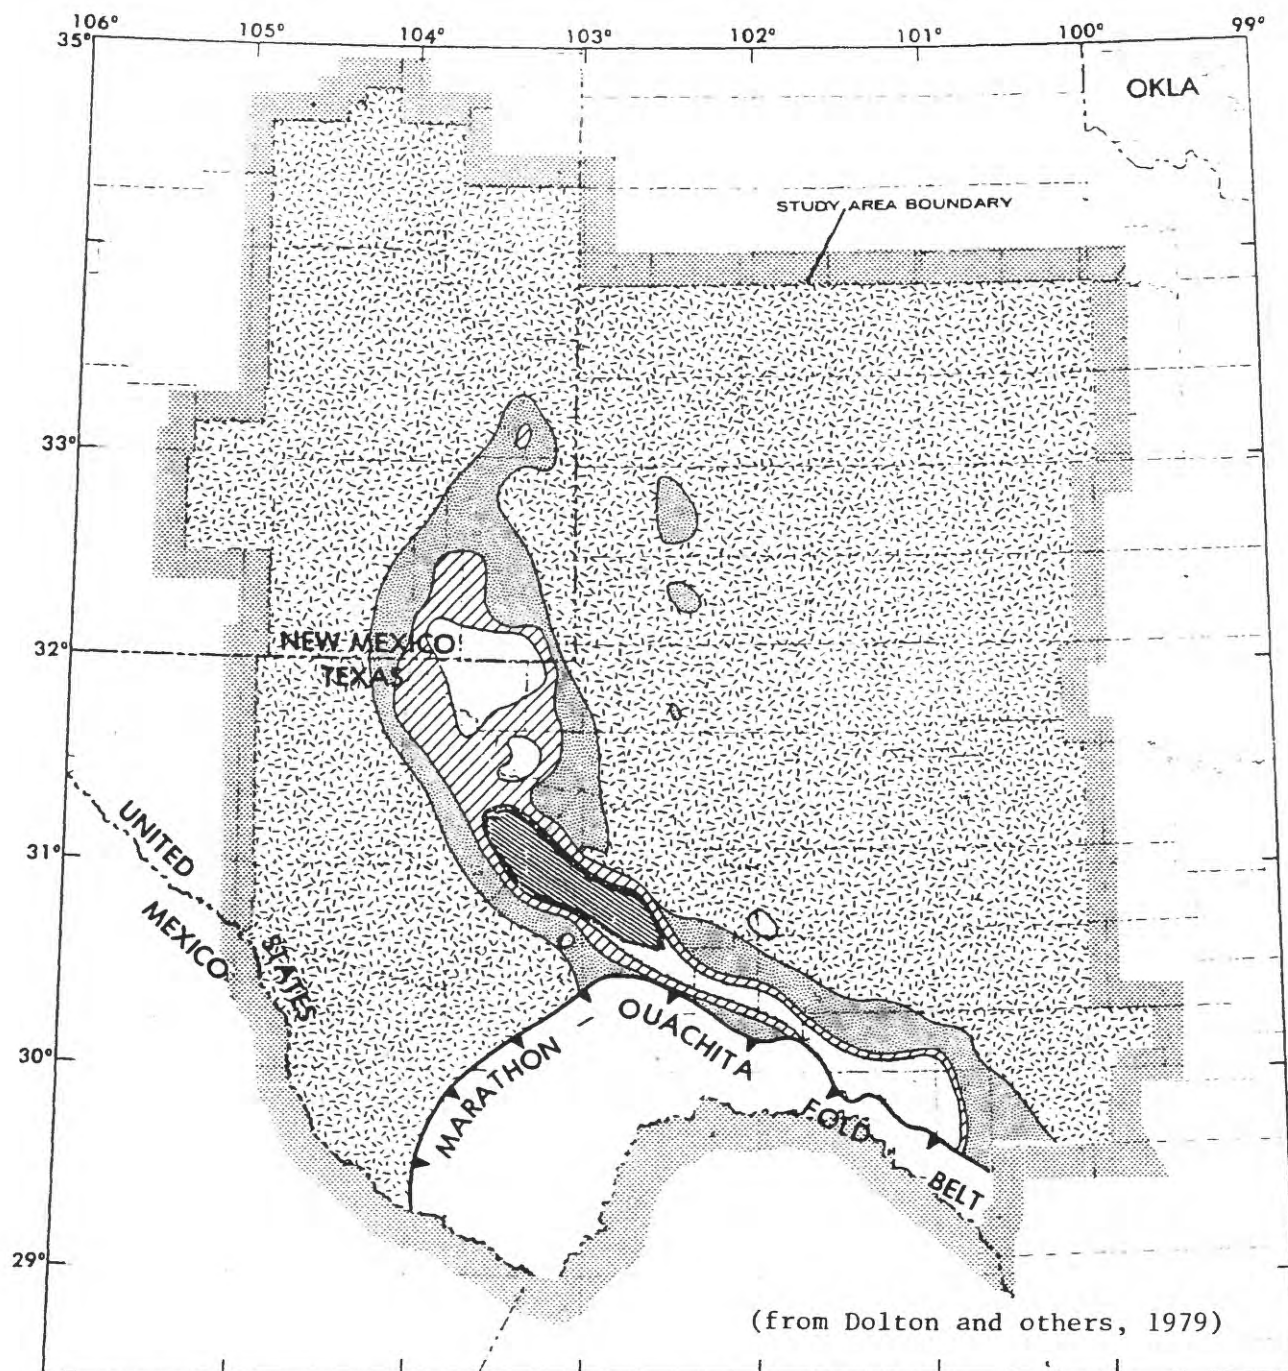 106° 105° 104° 103° 102° 101° 100° 99°
35°
OKLA
STUDY AREA BOUNDARY
33°
NEW MEXICO
32°
TEXAS
31°
UNITED
STATES
MEXICO
30°
MARATHON
OUACHITA
FOLD
BELT
29°
(from Dolton and others, 1979)